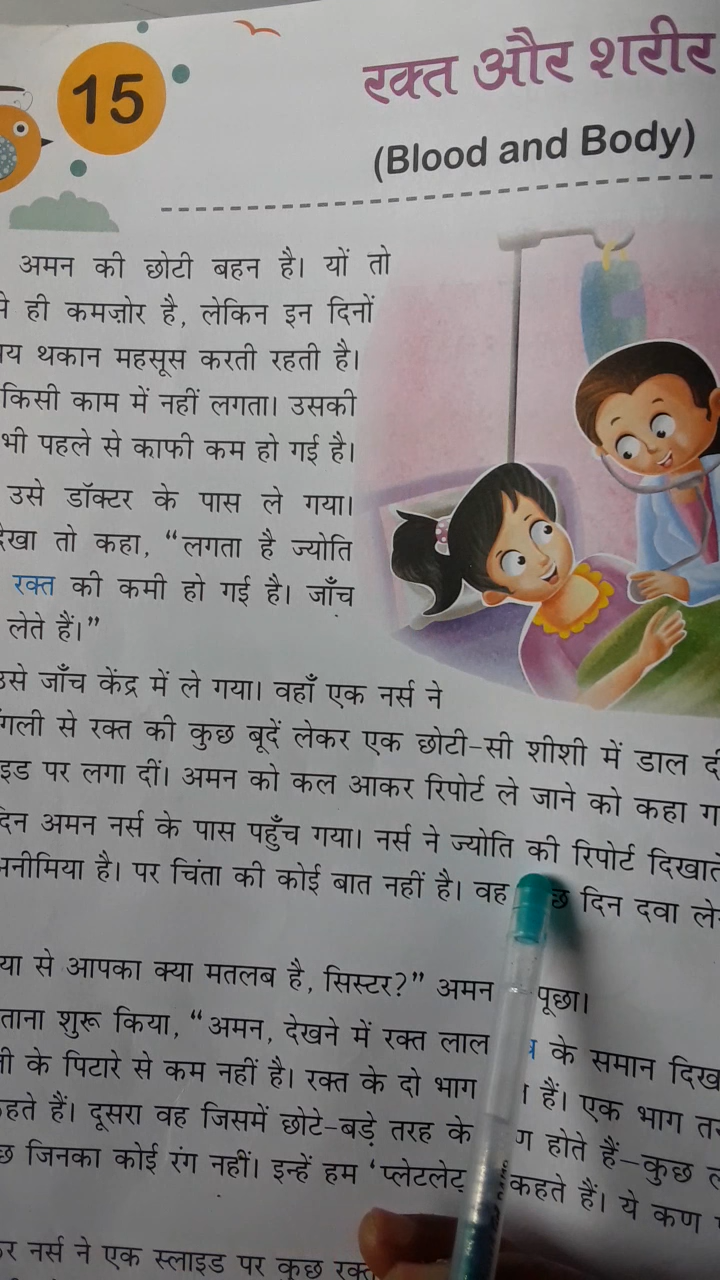 15
रक्त और शरीर
(Blood and Body)
अमन की छोटी बहन है। यों तो
ही कमज़ोर है, लेकिन इन दिनों
थकान महसूस करती रहती है।
किसी काम में नहीं लगता। उसकी
भी पहले से काफी कम हो गई है।
उसे डॉक्टर के पास ले गया।
तो कहा, “लगता है ज्योति
रक्त की कमी हो गई है। जाँच
लेते हैं।”
उसे जाँच केंद्र में ले गया। वहाँ एक नर्स ने
से रक्त की कुछ बूदें लेकर एक छोटी-सी शीशी में डाल
पर लगा दीं। अमन को कल आकर रिपोर्ट ले जाने को कहा
दिन अमन नर्स के पास पहुँच गया। नर्स ने ज्योति की रिपोर्ट
है। पर चिंता की कोई बात नहीं है। वह दिन दवा
से आपका क्या मतलब है, सिस्टर?” अमन पूछा।
शुरू किया, “अमन, देखने में रक्त लाल के समान
के पिटारे से कम नहीं है। रक्त के दो भाग हैं। एक भाग
हैं। दूसरा वह जिसमें छोटे-बड़े तरह के होते हैं–कुछ
जिनका कोई रंग नहीं। इन्हें हम ‘प्लेटलेट् कहते हैं। ये कण
नर्स ने एक स्लाइड पर कुछ